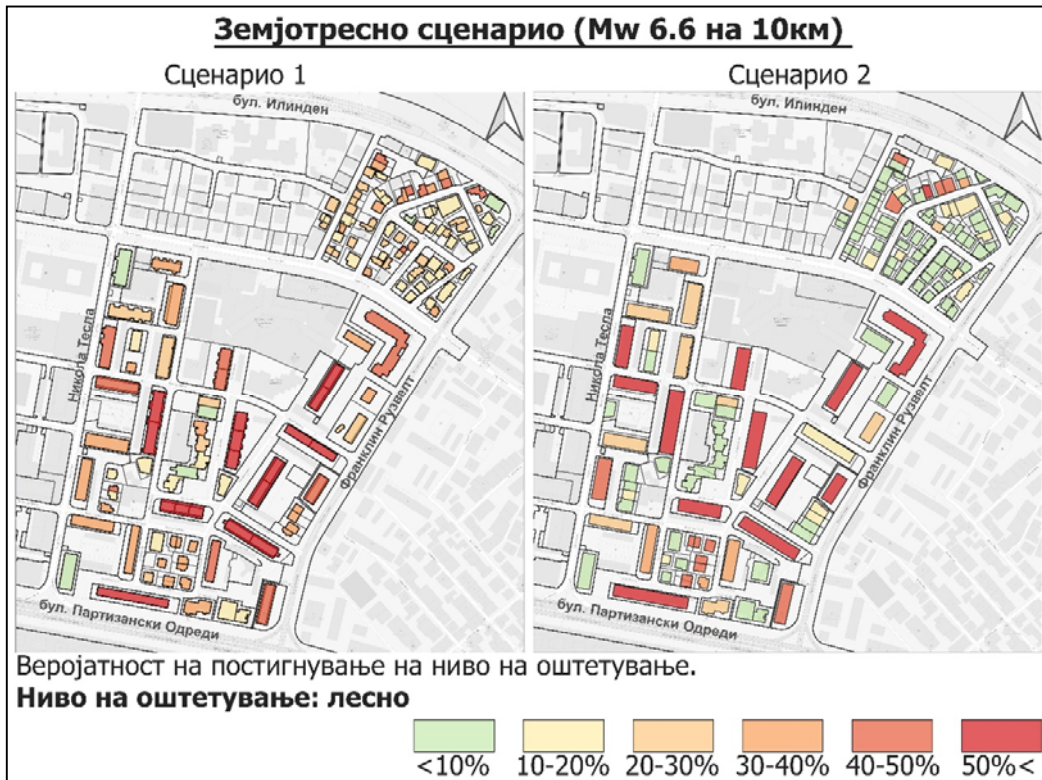 Земјотресно сценарио (Mw 6.6 на 10км)
Сценарио 1
Сценарио 2
бул. Илинден
бул. Илинден
Никола Тесла
Франклин Рузвелт
Никола Тесла
Франклин Рузвелт
бул. Партизански Одреди
бул. Партизански Одреди
Веројатност на постигнување на ниво на оштетување.
Ниво на оштетување: лесно
<10% 10-20% 20-30% 30-40% 40-50% 50%<